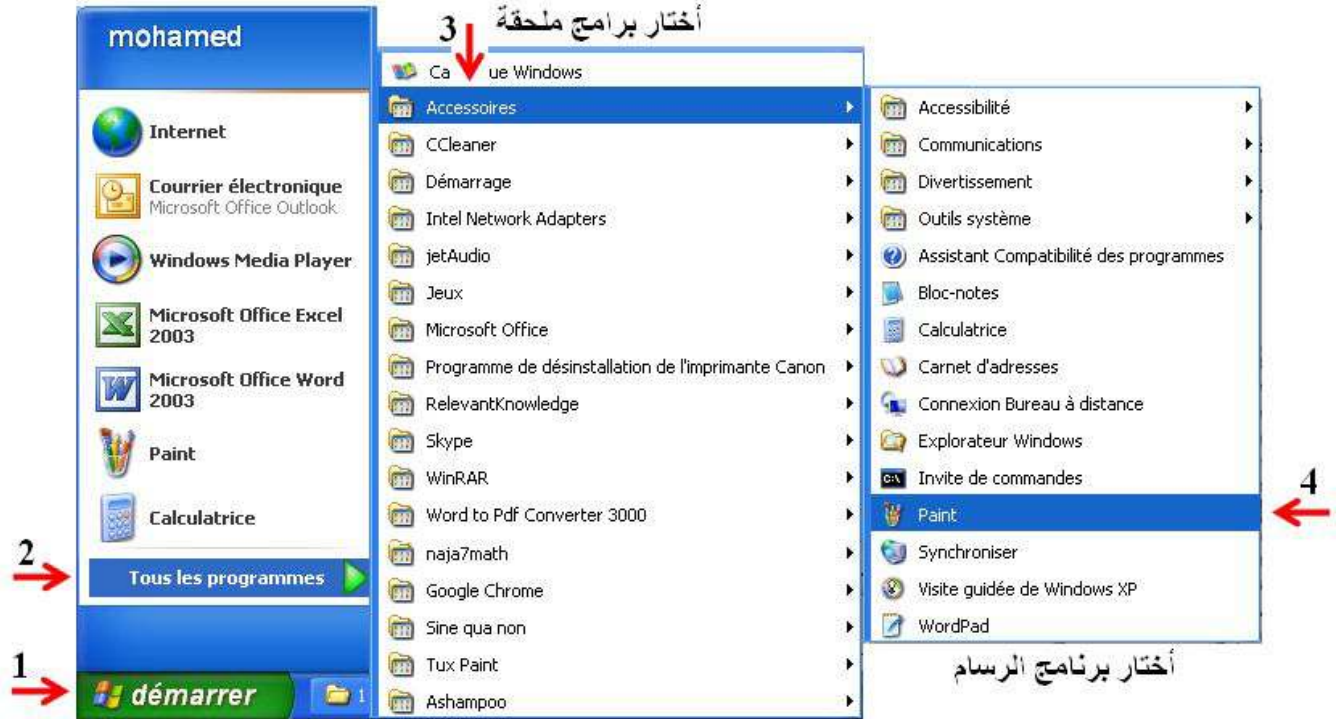 أختار برامج ملحقة
3
mohamed
Internet
Courrier électronique
Microsoft Office Outlook
Windows Media Player
Microsoft Office Excel
2003
Microsoft Office Word
2003
Paint
Calculatrice
2
Tous les programmes
1
démarrer
1
Ca ue Windows
Accessoires
CCleaner
Démarrage
Intel Network Adapters
jetAudio
Jeux
Microsoft Office
Programme de désinstallation de l'imprimante Canon
RelevantKnowledge
Skype
WinRAR
Word to Pdf Converter 3000
naja7math
Google Chrome
Sine qua non
Tux Paint
Ashampoo
Accessibilité
Communications
Divertissement
Outils système
Assistant Compatibilité des programmes
Bloc-notes
Calculatrice
Carnet d'adresses
Connexion Bureau à distance
Explorateur Windows
Invite de commandes
Paint
4
Synchroniser
Visite guidée de Windows XP
WordPad
أختار برنامج الرسام